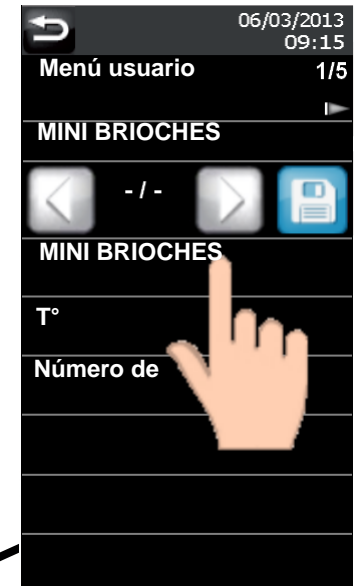 06/03/2013
09:15
Menú usuario 1/5
MINI BRIOCHES
- / -
MINI BRIOCHES
T°
Número de